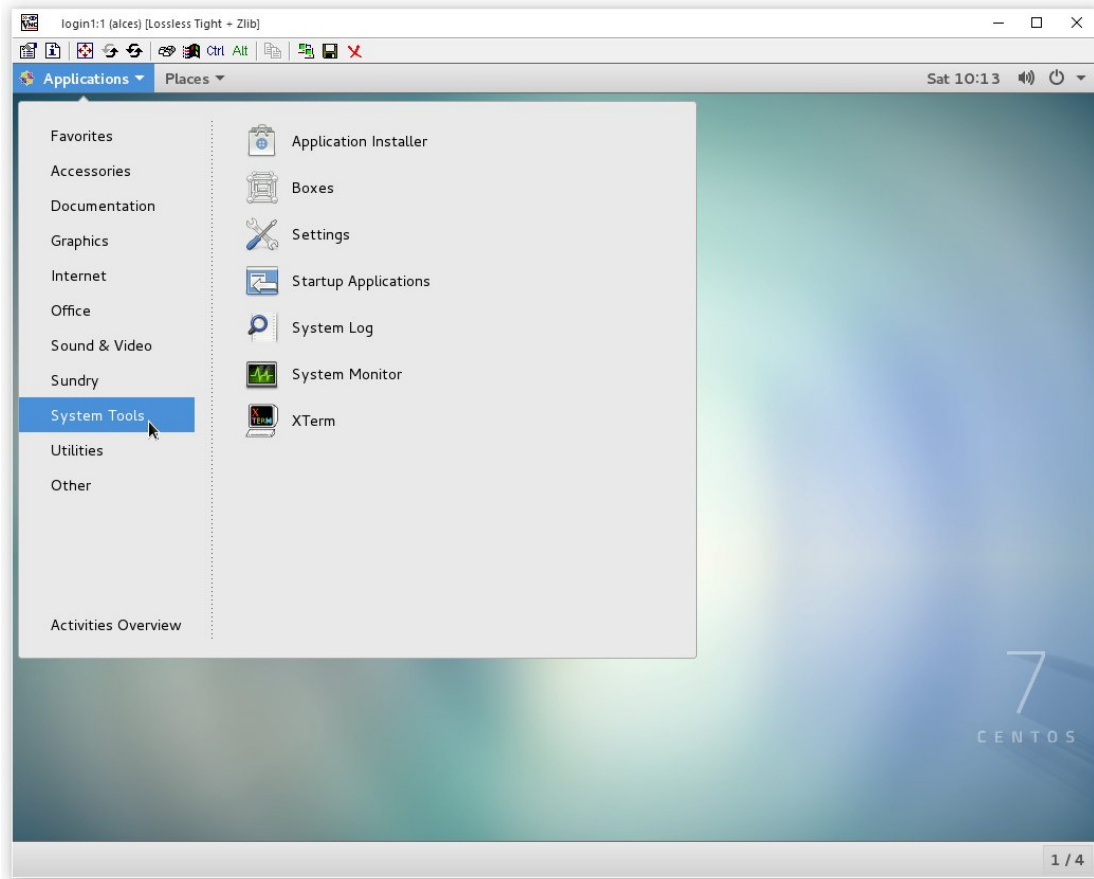 login1:1 (alces) [Lossless Tight + Zlib]
Ctrl Alt
Applications Places Sat 10:13
Favorites
Accessories
Documentation
Graphics
Internet
Office
Sound & Video
Sundry
System Tools
Utilities
Other
Activities Overview
Application Installer
Boxes
Settings
Startup Applications
System Log
System Monitor
X
TERM
XTerm
7
CENTOS
1 / 4